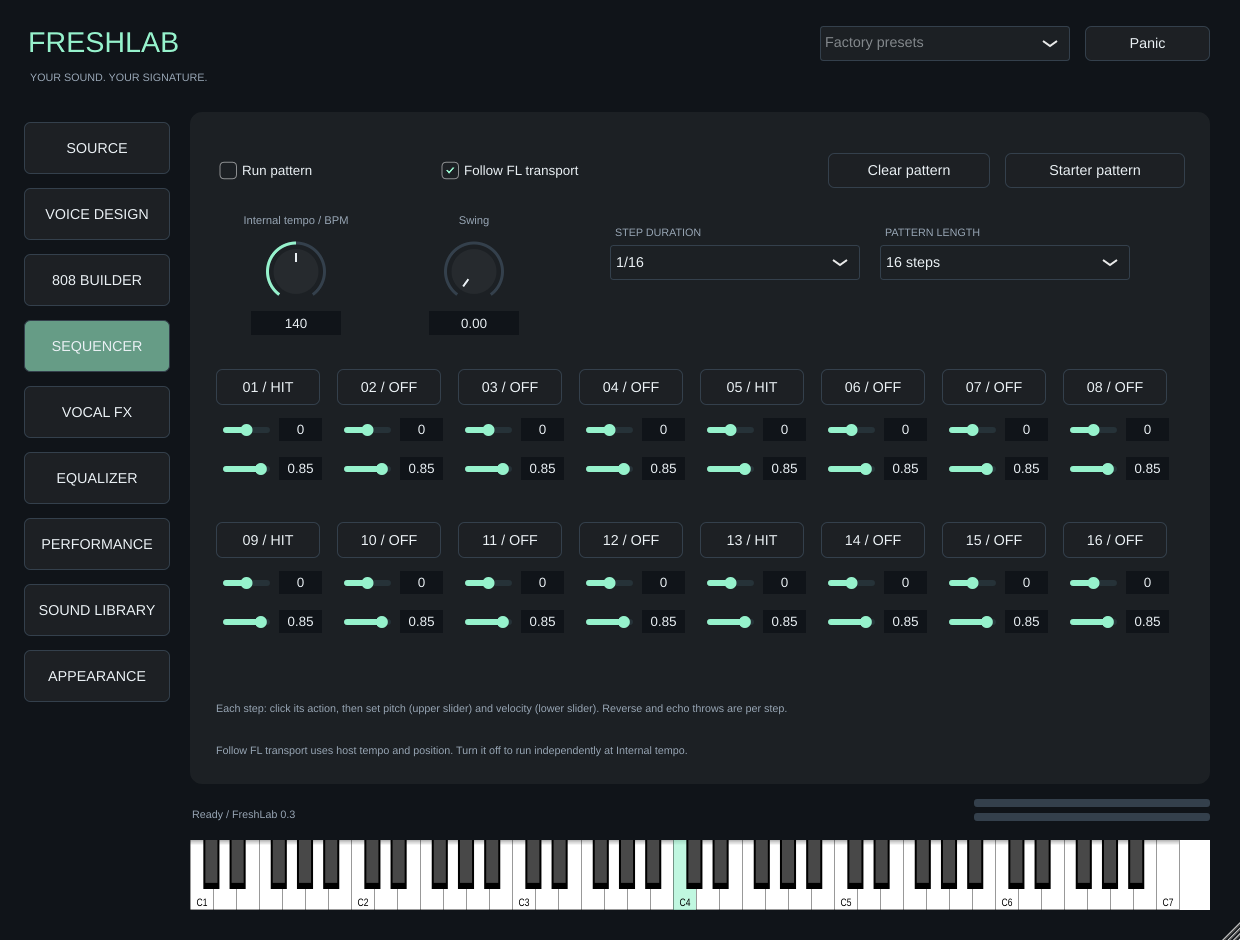 FRESHLAB
Factory presets
Panic
YOUR SOUND. YOUR SIGNATURE.
SOURCE
VOICE DESIGN
808 BUILDER
SEQUENCER
VOCAL FX
EQUALIZER
PERFORMANCE
SOUND LIBRARY
APPEARANCE
Run pattern
Follow FL transport
Clear pattern
Starter pattern
Internal tempo / BPM
Swing
STEP DURATION
PATTERN LENGTH
1/16
16 steps
140
0.00
01 / HIT 02 / OFF 03 / OFF 04 / OFF 05 / HIT 06 / OFF 07 / OFF 08 / OFF
0 0 0 0 0 0 0 0
0.85 0.85 0.85 0.85 0.85 0.85 0.85 0.85
09 / HIT 10 / OFF 11 / OFF 12 / OFF 13 / HIT 14 / OFF 15 / OFF 16 / OFF
0 0 0 0 0 0 0 0
0.85 0.85 0.85 0.85 0.85 0.85 0.85 0.85
Each step: click its action, then set pitch (upper slider) and velocity (lower slider). Reverse and echo throws are per step.
Follow FL transport uses host tempo and position. Turn it off to run independently at Internal tempo.
Ready / FreshLab 0.3
C1 C2 C3 C4 C5 C6 C7